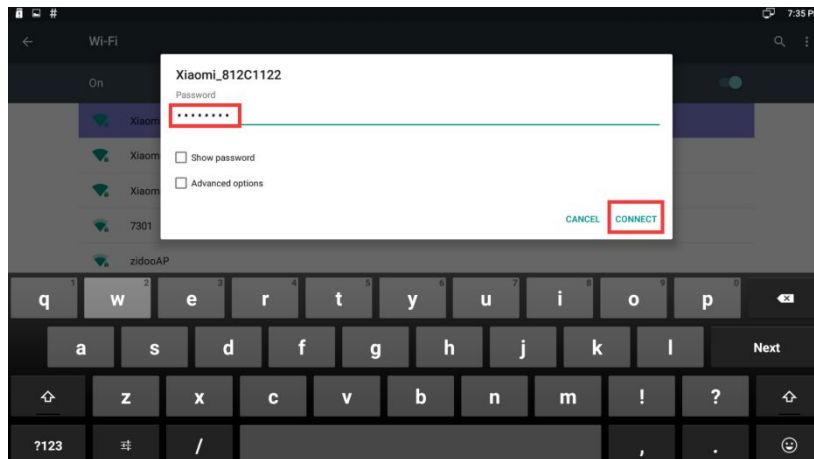 # 7:35 P
Wi-Fi
On
Xiaomi_812C1122
Password
••••••••
Show password
Advanced options
CANCEL CONNECT
Xiaom
Xiaom
Xiaom
7301
zidooAP
1 2 3 4 5 6 7 8 9 0
q w e r t y u i o p
a s d f g h j k l Next
z x c v b n m ! ?
?123 / , .